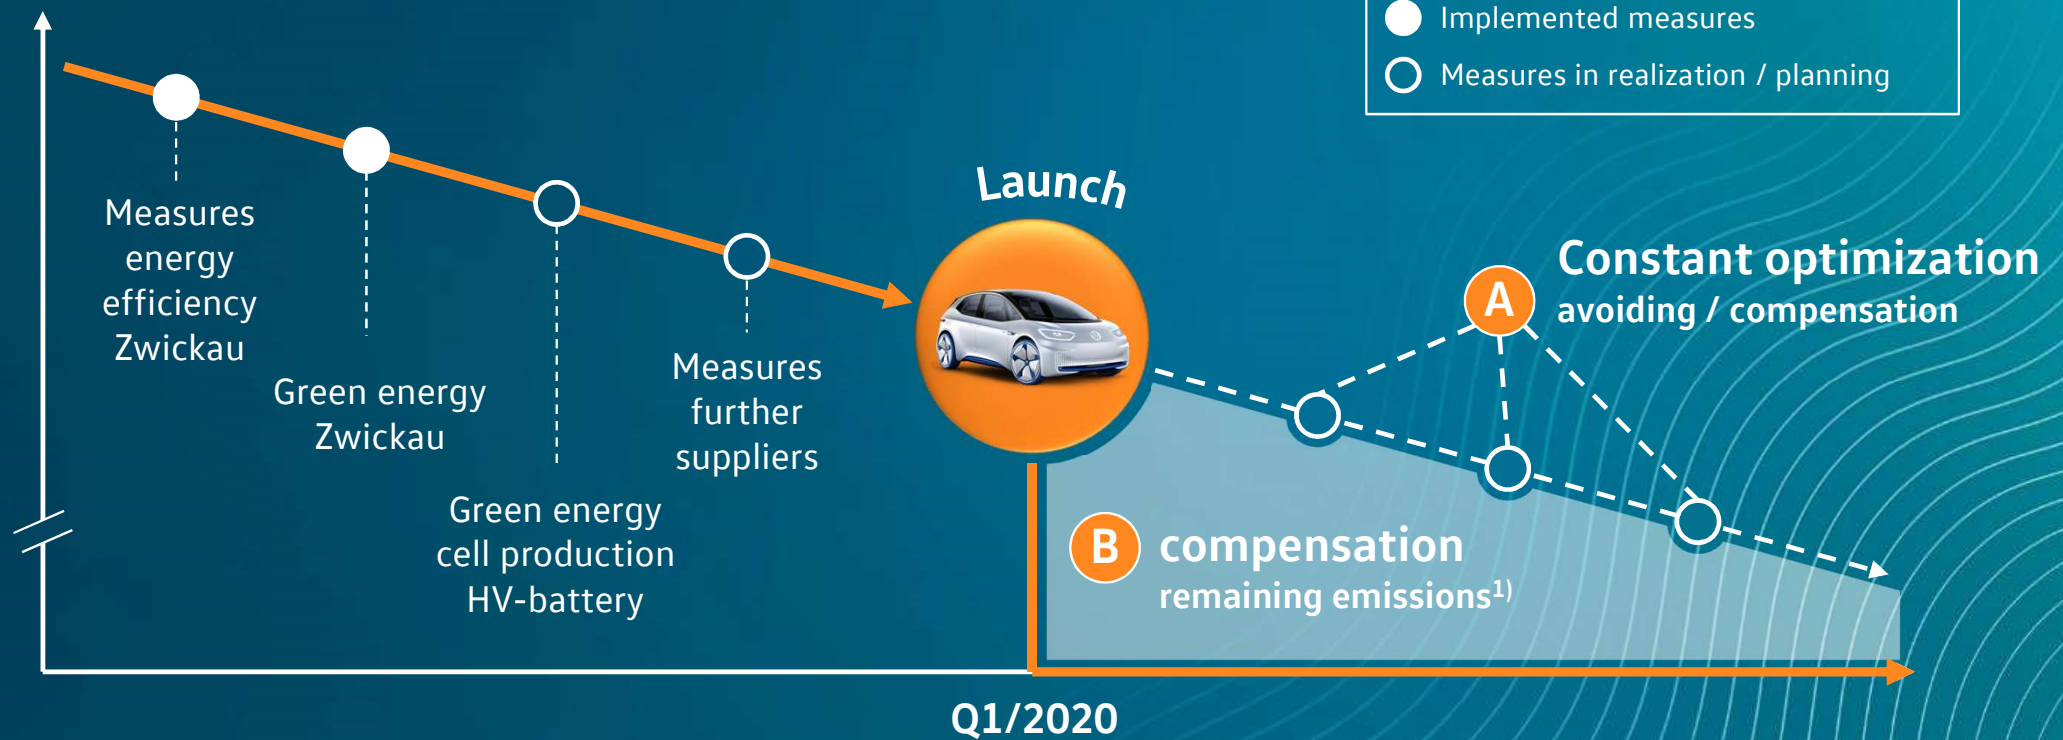 Implemented measures
Measures in realization / planning
Launch
Measures
energy
efficiency
Zwickau
Green energy
Zwickau
Green energy
cell production
HV-battery
Measures
further
suppliers
A
Constant optimization
avoiding / compensation
B
compensation
remaining emissions¹⁾
Q1/2020